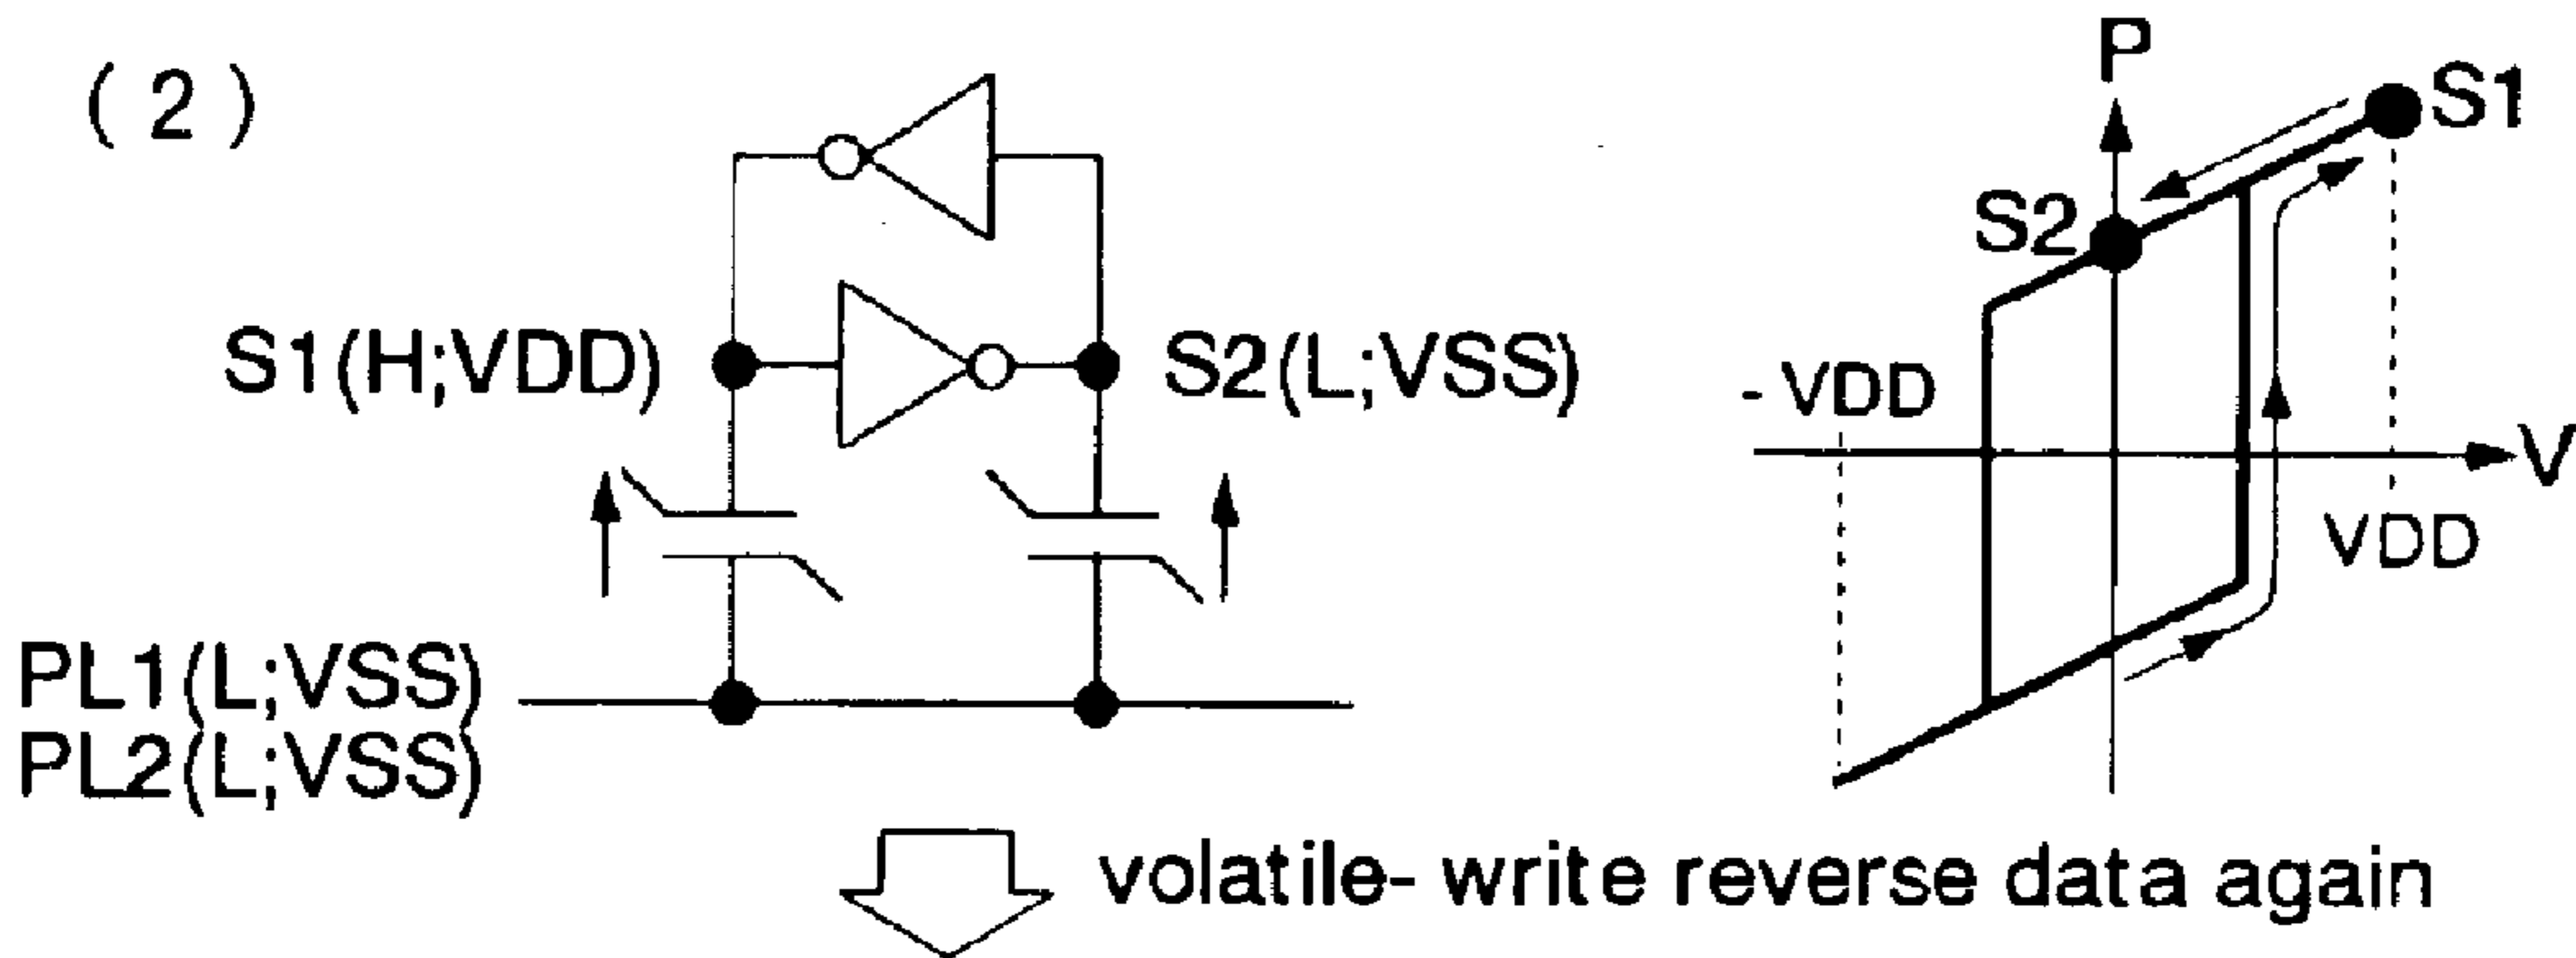 ( 2 )
P
S1
S2
S1(H;VDD)
S2(L;VSS)
- VDD
V
VDD
PL1(L;VSS)
PL2(L;VSS)
volatile- write reverse data again